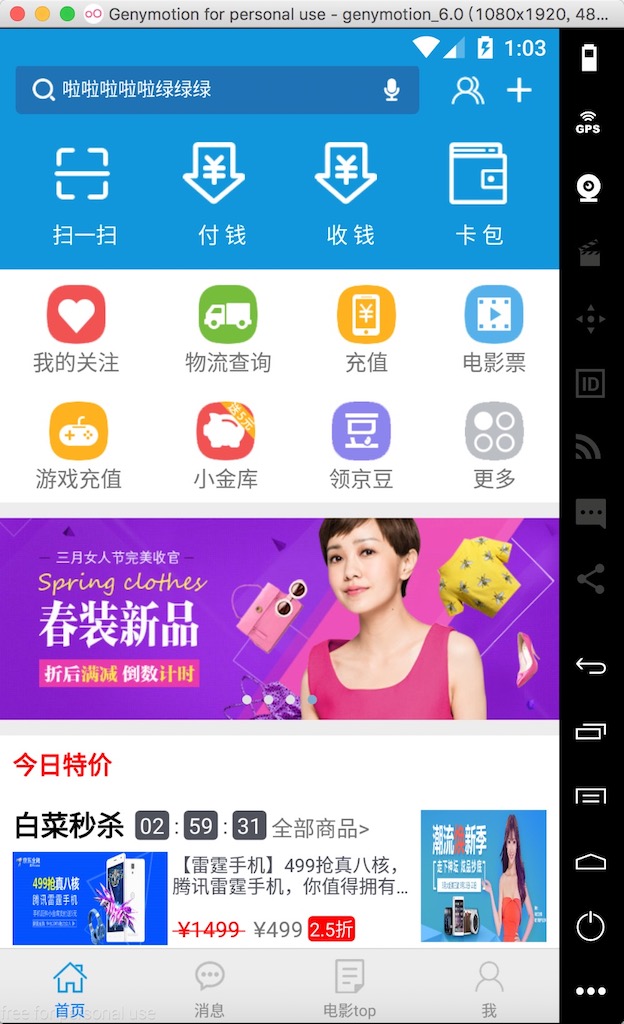 Genymotion for personal use - genymotion_6.0 (1080x1920, 48...
1:03
啦啦啦啦啦绿绿绿
扫一扫
付 钱
收 钱
卡 包
GPS
我的关注
物流查询
充值
电影票
ID
送5元
豆
游戏充值
小金库
领京豆
更多
三月女人节完美收官
Spring clothes
春装新品
折后满减 倒数计时
今日特价
白菜秒杀 02 : 59 : 31 全部商品>
499抢真八核
腾讯雷霆手机
【雷霆手机】499抢真八核，
腾讯雷霆手机，你值得拥有...
¥1499 ¥499 2.5折
潮流换新季
首页
消息
电影top
我
free for personal use